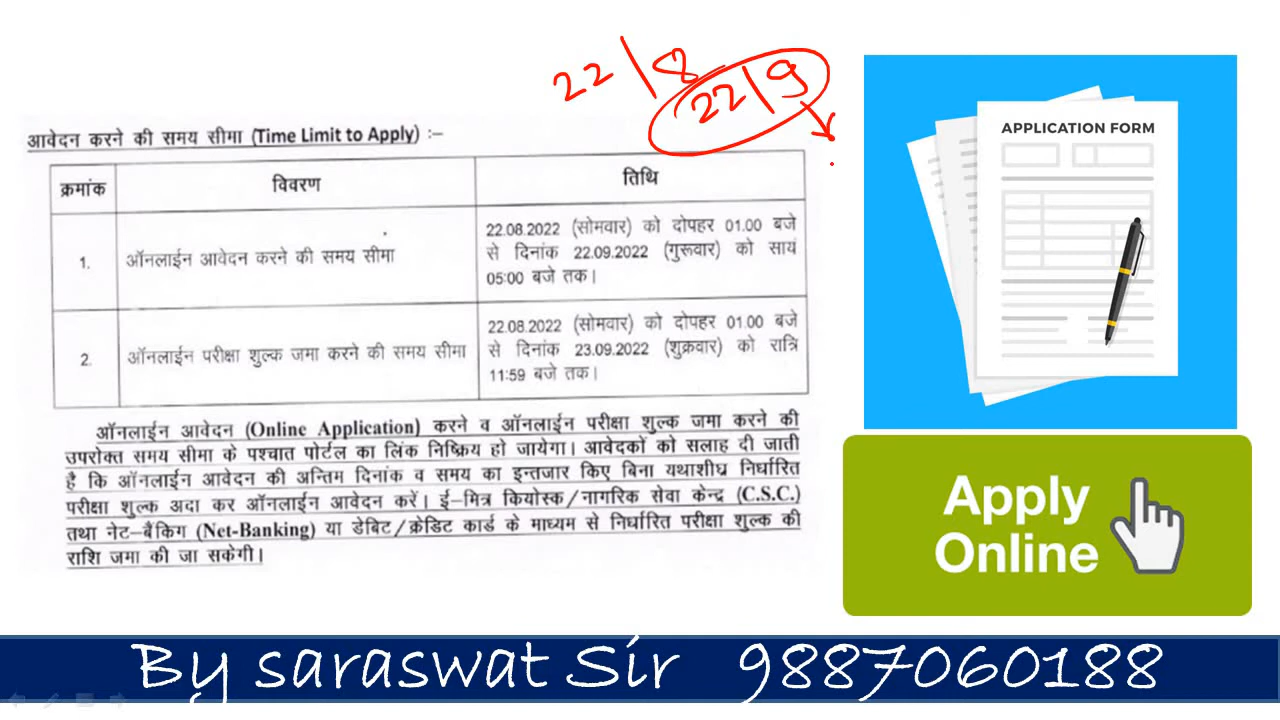 22/8
22/9
आवेदन करने की समय सीमा (Time Limit to Apply) :–
क्रमांक विवरण तिथि
1. ऑनलाईन आवेदन करने की समय सीमा
22.08.2022 (सोमवार) को दोपहर 01.00 बजे
से दिनांक 22.09.2022 (गुरूवार) को सायं
05:00 बजे तक।
2. ऑनलाईन परीक्षा शुल्क जमा करने की समय सीमा
22.08.2022 (सोमवार) को दोपहर 01.00 बजे
से दिनांक 23.09.2022 (शुक्रवार) को रात्रि
11:59 बजे तक।
ऑनलाईन आवेदन (Online Application) करने व ऑनलाईन परीक्षा शुल्क जमा करने की
उपरोक्त समय सीमा के पश्चात पोर्टल का लिंक निष्क्रिय हो जायेगा। आवेदकों को सलाह दी जाती
है कि ऑनलाईन आवेदन की अन्तिम दिनांक व समय का इन्तजार किए बिना यथाशीघ्र निर्धारित
परीक्षा शुल्क अदा कर ऑनलाईन आवेदन करें। ई–मित्र कियोस्क/नागरिक सेवा केन्द्र (C.S.C.)
तथा नेट–बैंकिग (Net-Banking) या डेबिट/क्रेडिट कार्ड के माध्यम से निर्धारित परीक्षा शुल्क की
राशि जमा की जा सकेगी।
APPLICATION FORM
Apply
Online
By saraswat Sir 9887060188